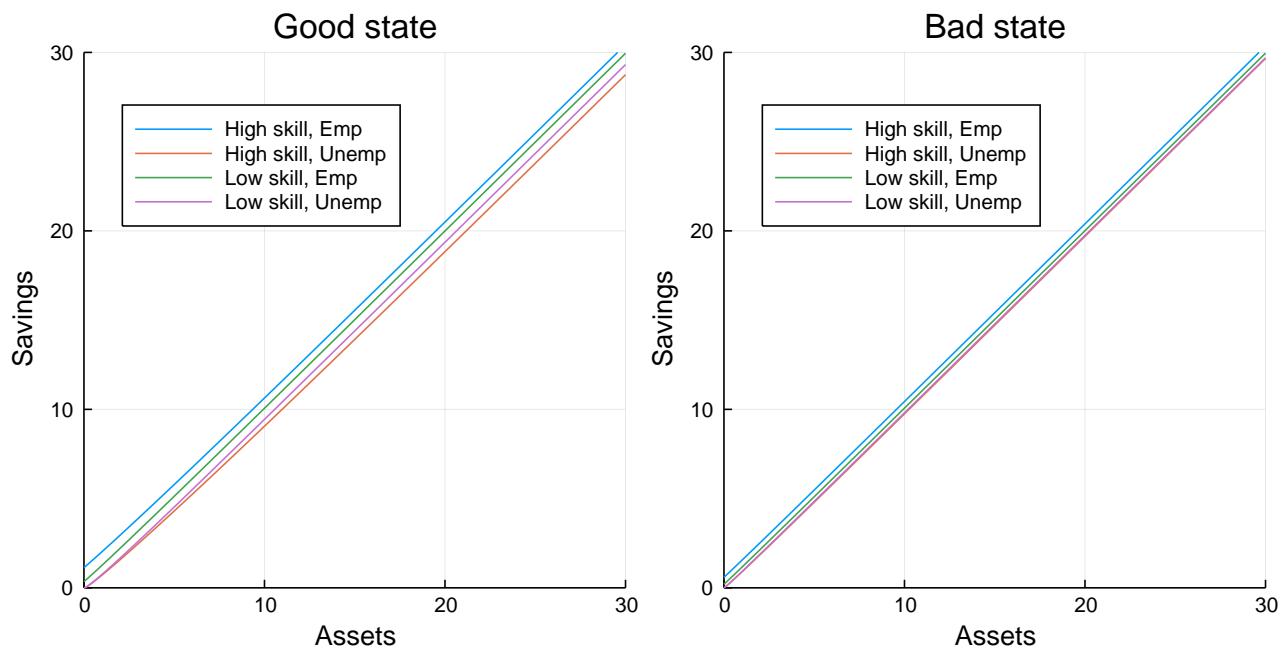 Good state
30
20
10
0
Savings
High skill, Emp
High skill, Unemp
Low skill, Emp
Low skill, Unemp
0 10 20 30
Assets
Bad state
30
20
10
0
Savings
High skill, Emp
High skill, Unemp
Low skill, Emp
Low skill, Unemp
0 10 20 30
Assets